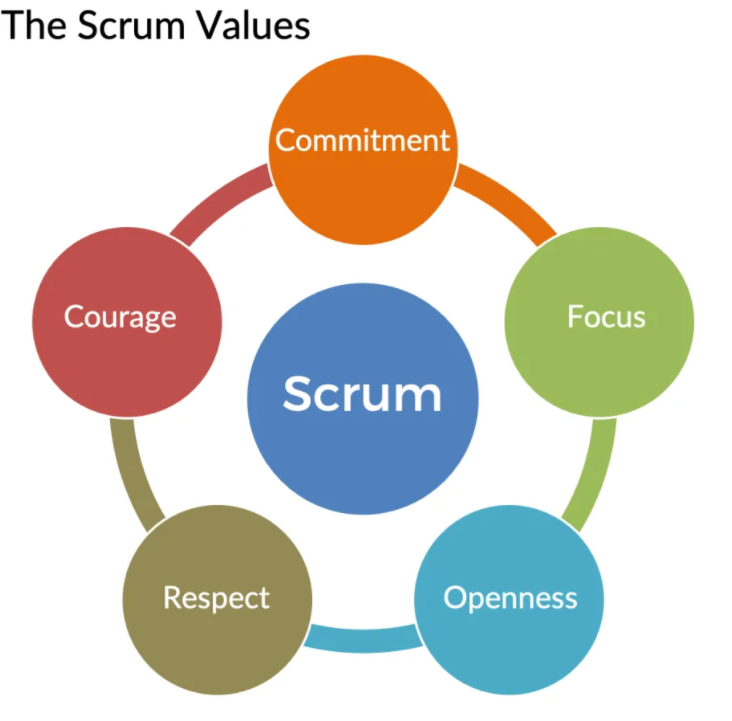 The Scrum Values
Commitment
Courage
Focus
Scrum
Respect
Openness